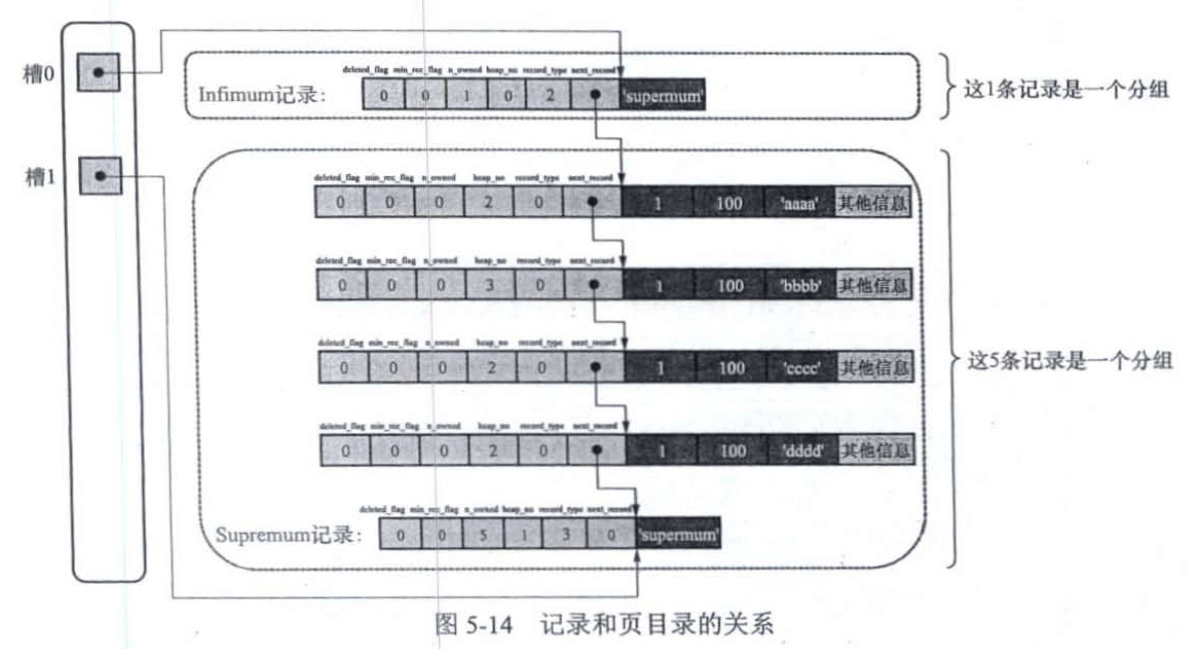 槽0
deleted_flag min_rec_flag n_owned heap_no record_type next_record
Infimum记录: 0 0 1 0 2 'supermum'
这1条记录是一个分组
槽1
deleted_flag min_rec_flag n_owned heap_no record_type next_record
0 0 0 2 0 1 100 'aaaa' 其他信息
deleted_flag min_rec_flag n_owned heap_no record_type next_record
0 0 0 3 0 1 100 'bbbb' 其他信息
deleted_flag min_rec_flag n_owned heap_no record_type next_record
0 0 0 2 0 1 100 'cccc' 其他信息
这5条记录是一个分组
deleted_flag min_rec_flag n_owned heap_no record_type next_record
0 0 0 2 0 1 100 'dddd' 其他信息
deleted_flag min_rec_flag n_owned heap_no record_type next_record
Supremum记录: 0 0 5 1 3 0 'supermum'
图 5-14 记录和页目录的关系